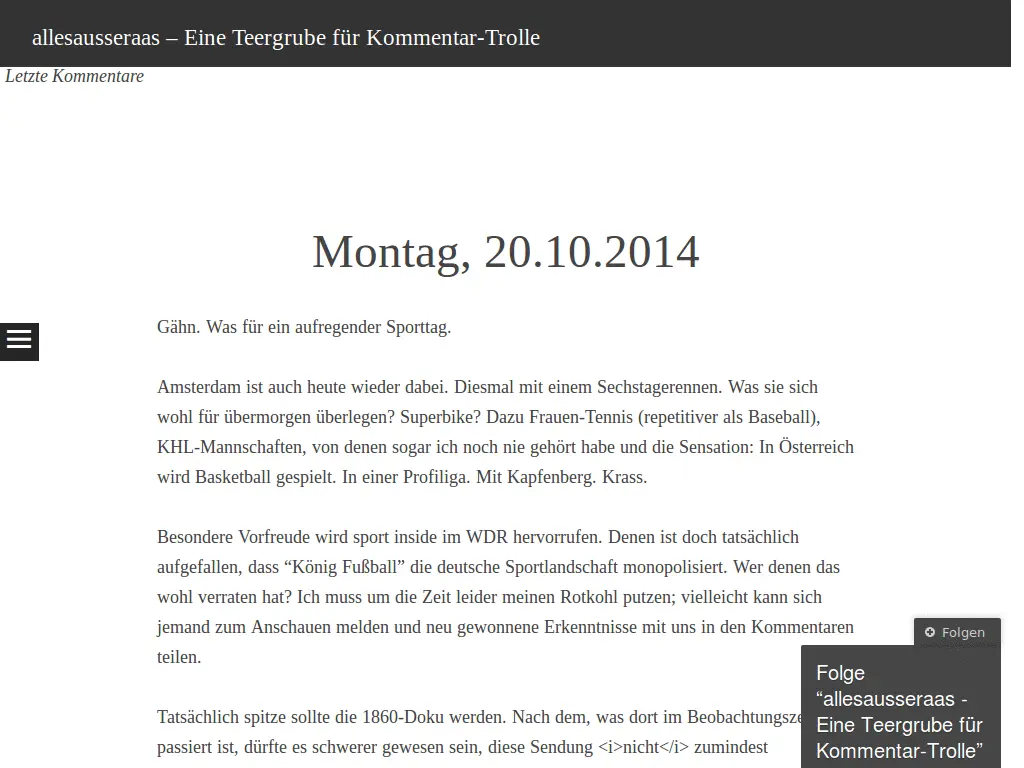 allesausseraas – Eine Teergrube für Kommentar-Trolle
Letzte Kommentare
Montag, 20.10.2014
Gähn. Was für ein aufregender Sporttag.
Amsterdam ist auch heute wieder dabei. Diesmal mit einem Sechstagerennen. Was sie sich
wohl für übermorgen überlegen? Superbike? Dazu Frauen-Tennis (repetitiver als Baseball),
KHL-Mannschaften, von denen sogar ich noch nie gehört habe und die Sensation: In Österreich
wird Basketball gespielt. In einer Profiliga. Mit Kapfenberg. Krass.
Besondere Vorfreude wird sport inside im WDR hervorrufen. Denen ist doch tatsächlich
aufgefallen, dass “König Fußball” die deutsche Sportlandschaft monopolisiert. Wer denen das
wohl verraten hat? Ich muss um die Zeit leider meinen Rotkohl putzen; vielleicht kann sich
jemand zum Anschauen melden und neu gewonnene Erkenntnisse mit uns in den Kommentaren
teilen.
Tatsächlich spitze sollte die 1860-Doku werden. Nach dem, was dort im
passiert ist, dürfte es schwerer gewesen sein, diese Sendung <i>nicht</i> zumindest
Folgen
Folge
“allesausseraas -
Eine Teergrube für
Kommentar-Trolle”